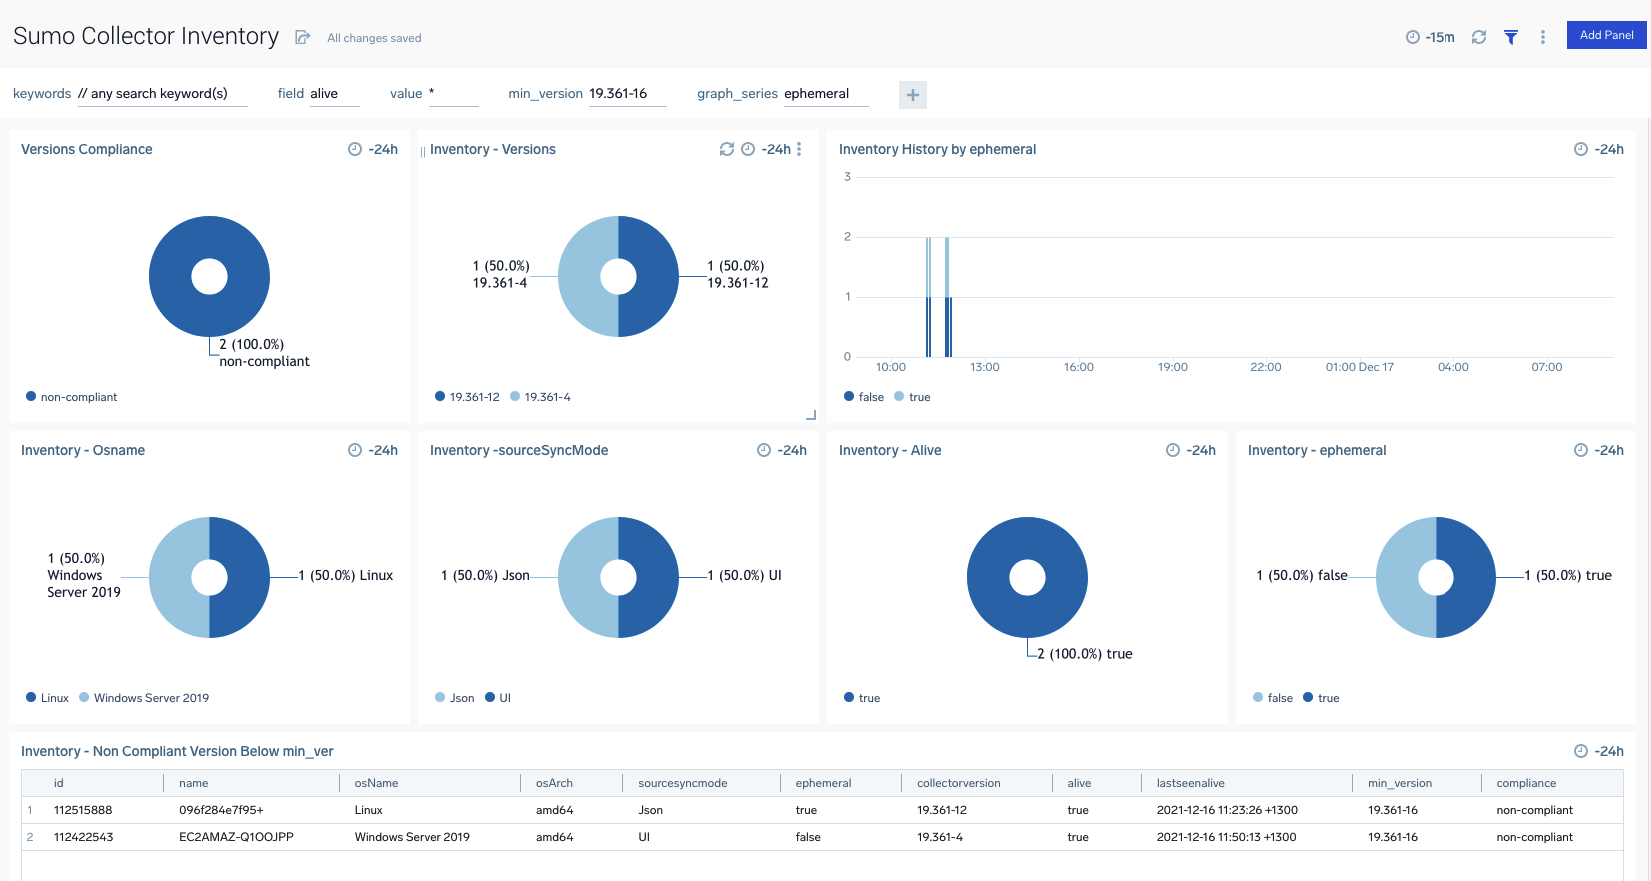 Sumo Collector Inventory
All changes saved
-15m
Add Panel
keywords // any search keyword(s)
field alive
value *
min_version 19.361-16
graph_series ephemeral
+
Versions Compliance
-24h
2 (100.0%)
non-compliant
non-compliant
Inventory - Versions
-24h
1 (50.0%)
19.361-4
1 (50.0%)
19.361-12
19.361-12 19.361-4
Inventory History by ephemeral
-24h
3
2
1
0
10:00 13:00 16:00 19:00 22:00 01:00 Dec 17 04:00 07:00
false true
Inventory - Osname
-24h
1 (50.0%)
Windows
Server 2019
1 (50.0%) Linux
Linux Windows Server 2019
Inventory -sourceSyncMode
-24h
1 (50.0%) Json
1 (50.0%) UI
Json UI
Inventory - Alive
-24h
2 (100.0%) true
true
Inventory - ephemeral
-24h
1 (50.0%) false
1 (50.0%) true
false true
Inventory - Non Compliant Version Below min_ver
-24h
id name osName osArch sourcesyncmode ephemeral collectorversion alive lastseenalive min_version compliance
1 112515888 096f284e7f95+ Linux amd64 Json true 19.361-12 true 2021-12-16 11:23:26 +1300 19.361-16 non-compliant
2 112422543 EC2AMAZ-Q1OOJPP Windows Server 2019 amd64 UI false 19.361-4 true 2021-12-16 11:50:13 +1300 19.361-16 non-compliant